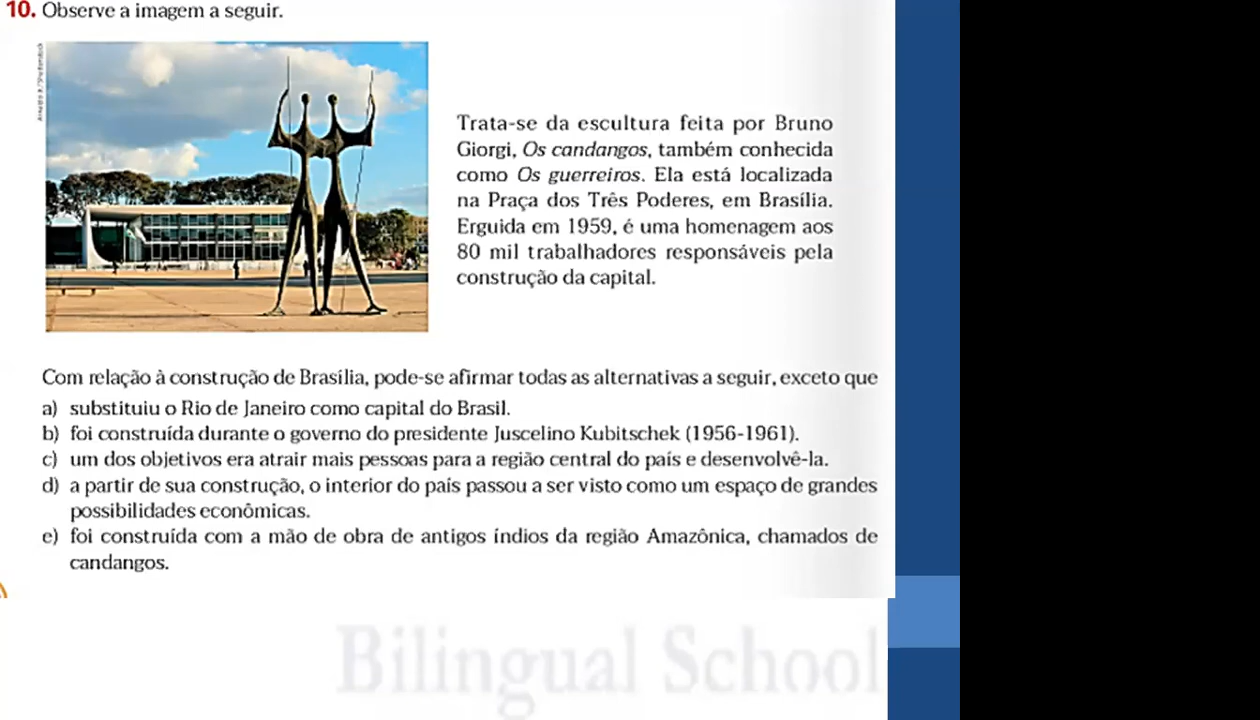 10. Observe a imagem a seguir.
Trata-se da escultura feita por Bruno
Giorgi, Os candangos, também conhecida
como Os guerreiros. Ela está localizada
na Praça dos Três Poderes, em Brasília.
Erguida em 1959, é uma homenagem aos
80 mil trabalhadores responsáveis pela
construção da capital.
Com relação à construção de Brasília, pode-se afirmar todas as alternativas a seguir, exceto que
a) substituiu o Rio de Janeiro como capital do Brasil.
b) foi construída durante o governo do presidente Juscelino Kubitschek (1956-1961).
c) um dos objetivos era atrair mais pessoas para a região central do país e desenvolvê-la.
d) a partir de sua construção, o interior do país passou a ser visto como um espaço de grandes
possibilidades econômicas.
e) foi construída com a mão de obra de antigos índios da região Amazônica, chamados de
candangos.
Bilingual School